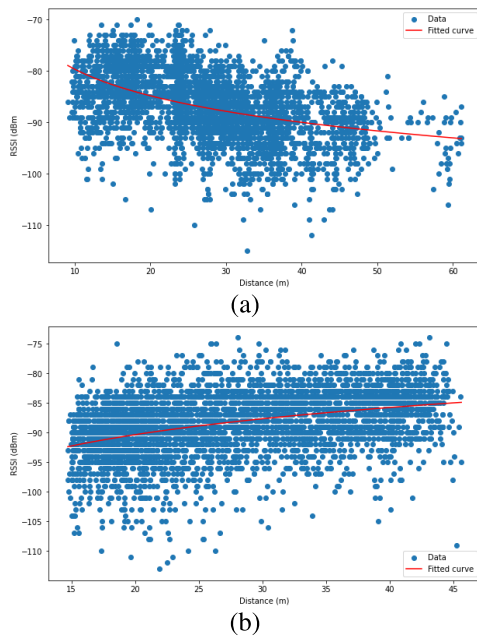 −70
−80
−90
−100
−110
RSSI (dBm
Data
Fitted curve
10
20
30
40
50
60
Distance (m)
(a)
−75
−80
−85
−90
−95
−100
−105
−110
RSSI (dBm)
Data
Fitted curve
15
20
25
30
35
40
45
Distance (m)
(b)